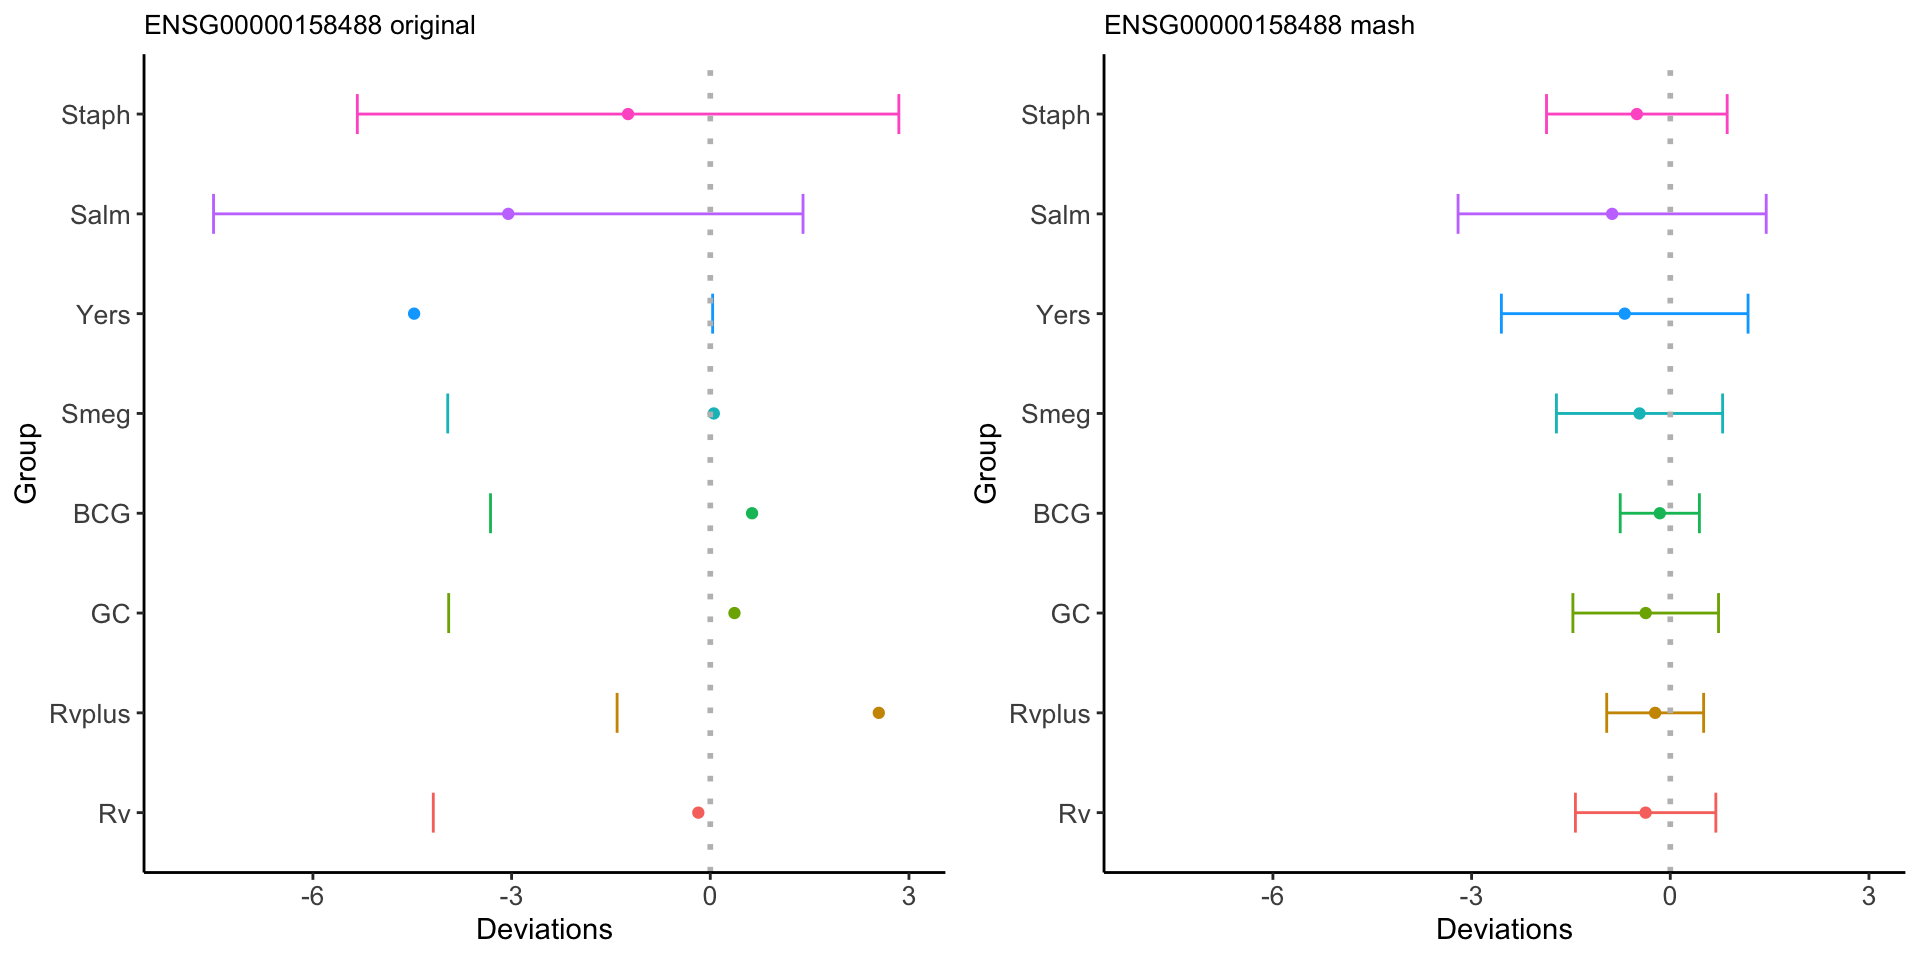 ENSG00000158488 original
Group
Staph
Salm
Yers
Smeg
BCG
GC
Rvplus
Rv
-6 -3 0 3
Deviations
ENSG00000158488 mash
Group
Staph
Salm
Yers
Smeg
BCG
GC
Rvplus
Rv
-6 -3 0 3
Deviations